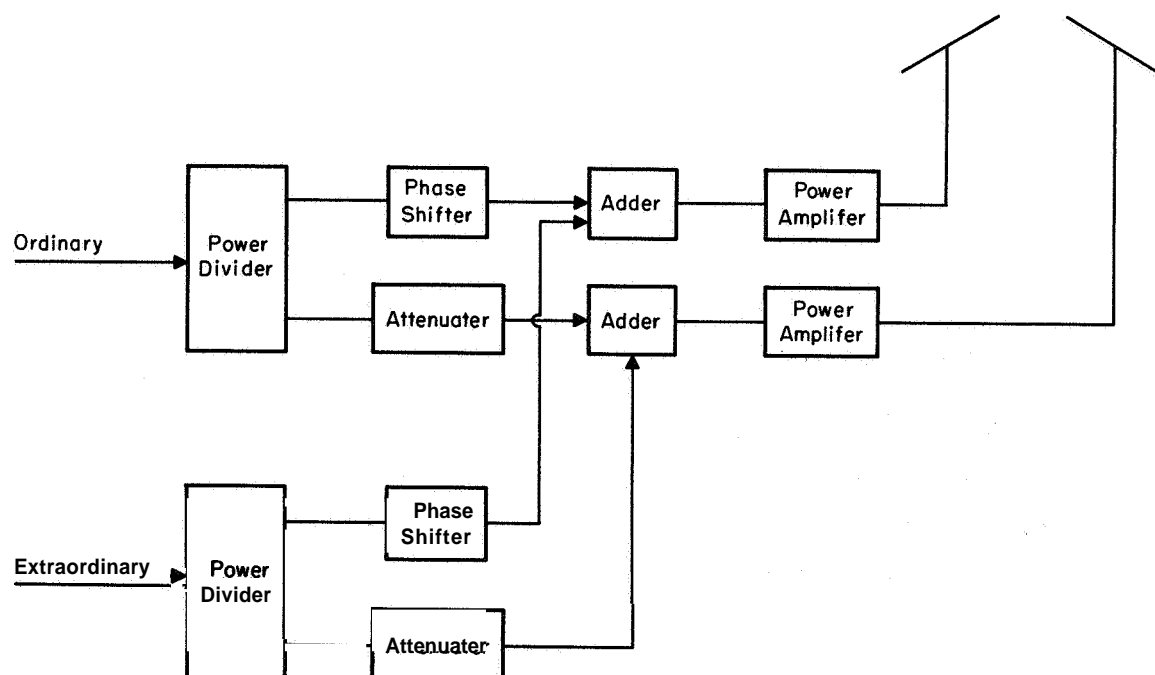 Phase
Shifter
Adder
Power
Amplifer
Ordinary
Power
Divider
Attenuater
Adder
Power
Amplifer
Phase
Shifter
Extraordinary
Power
Divider
Attenuater